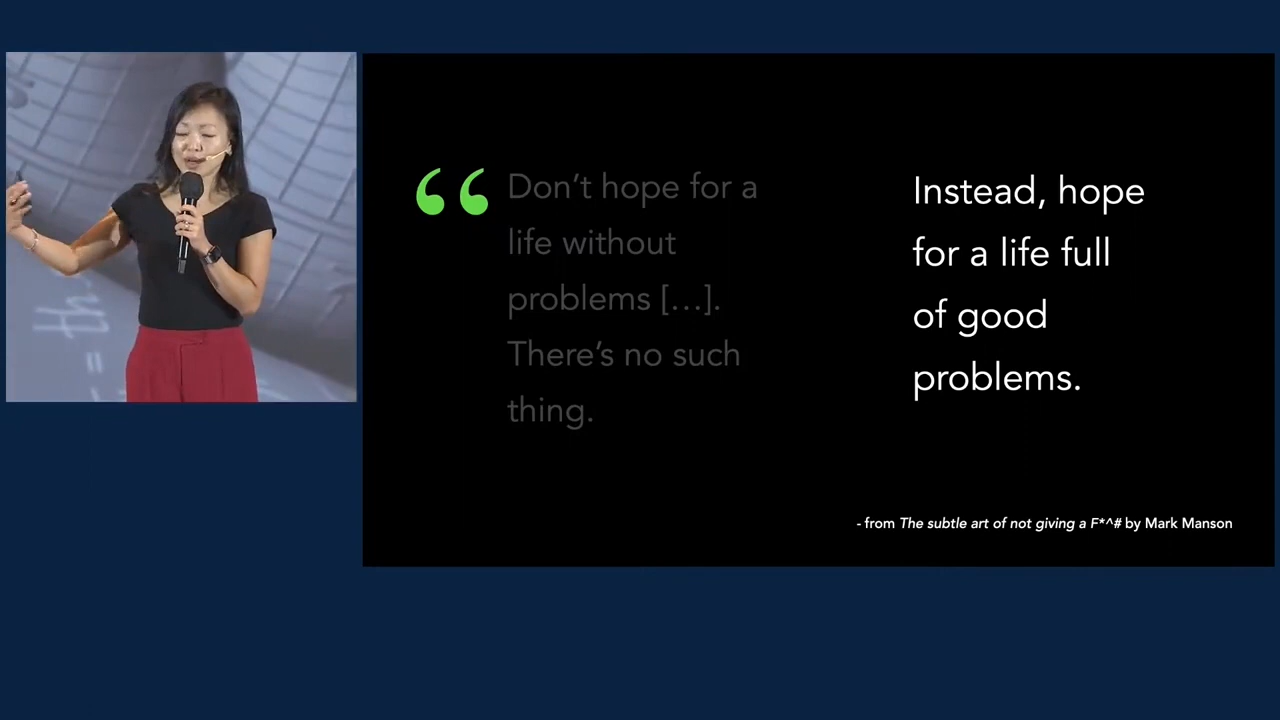 “ Don’t hope for a
life without
problems […].
There’s no such
thing.
Instead, hope
for a life full
of good
problems.
- from The subtle art of not giving a F*^# by Mark Manson